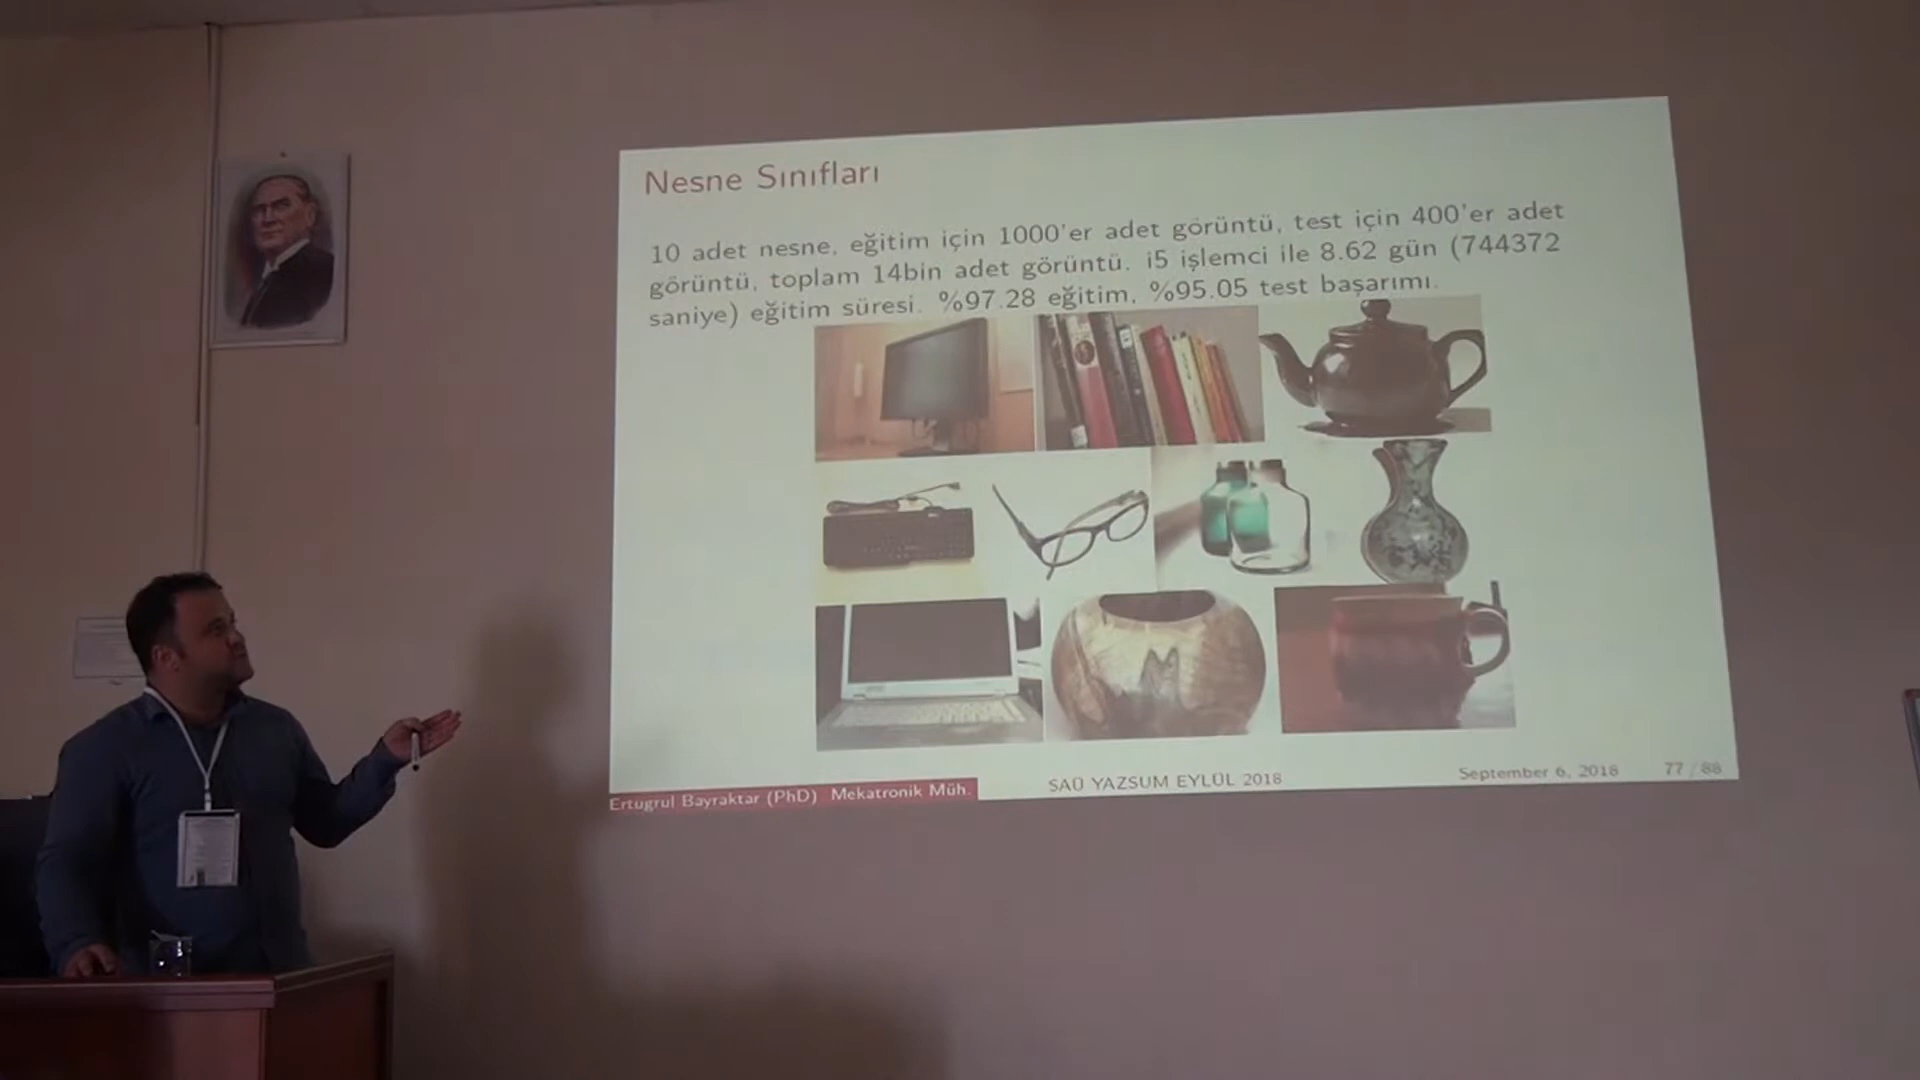 Nesne Sınıfları
10 adet nesne, eğitim için 1000'er adet görüntü, test için 400'er adet
görüntü, toplam 14bin adet görüntü. i5 işlemci ile 8.62 gün (744372
saniye) eğitim süresi. %97.28 eğitim, %95.05 test başarımı.
Ertugrul Bayraktar (PhD) Mekatronik Müh.
SAÜ YAZSUM EYLÜL 2018
September 6, 2018
77 / 88